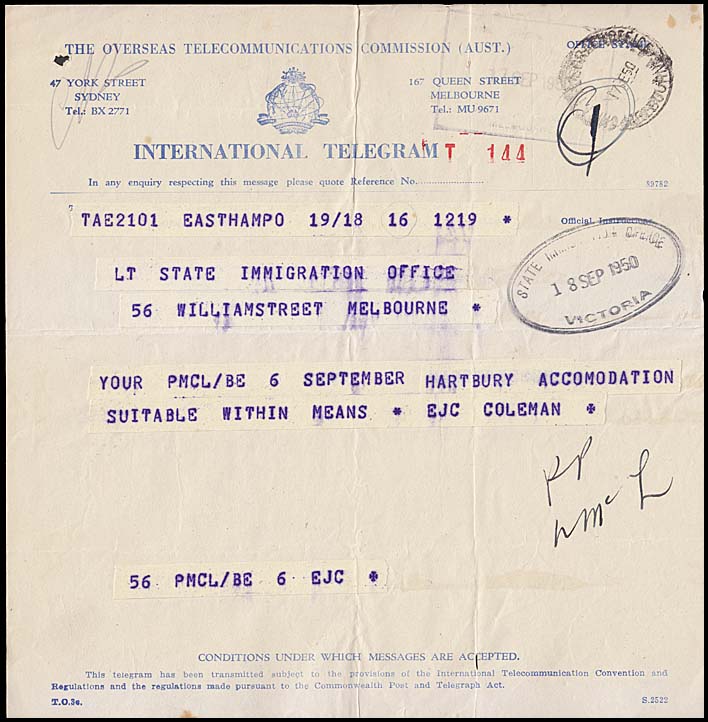 THE OVERSEAS TELECOMMUNICATIONS COMMISSION (AUST.)
47 YORK STREET
SYDNEY
Tel.: BX 2771
167 QUEEN STREET
MELBOURNE
Tel.: MU 9671
INTERNATIONAL TELEGRAM T 144
In any enquiry respecting this message please quote Reference No.
TAE2101 EASTHAMPO 19/18 16 1219 *
Official Instructions
LT STATE IMMIGRATION OFFICE
56 WILLIAMSTREET MELBOURNE *
STATE IMMIGRATION OFFICE
18 SEP 1950
VICTORIA
YOUR PMCL/BE 6 SEPTEMBER HARTBURY ACCOMODATION
SUITABLE WITHIN MEANS * EJC COLEMAN *
56 PMCL/BE 6 EJC *
CONDITIONS UNDER WHICH MESSAGES ARE ACCEPTED.
This telegram has been transmitted subject to the provisions of the International Telecommunication Convention and
Regulations and the regulations made pursuant to the Commonwealth Post and Telegraph Act.
T.O.3c. S.2522